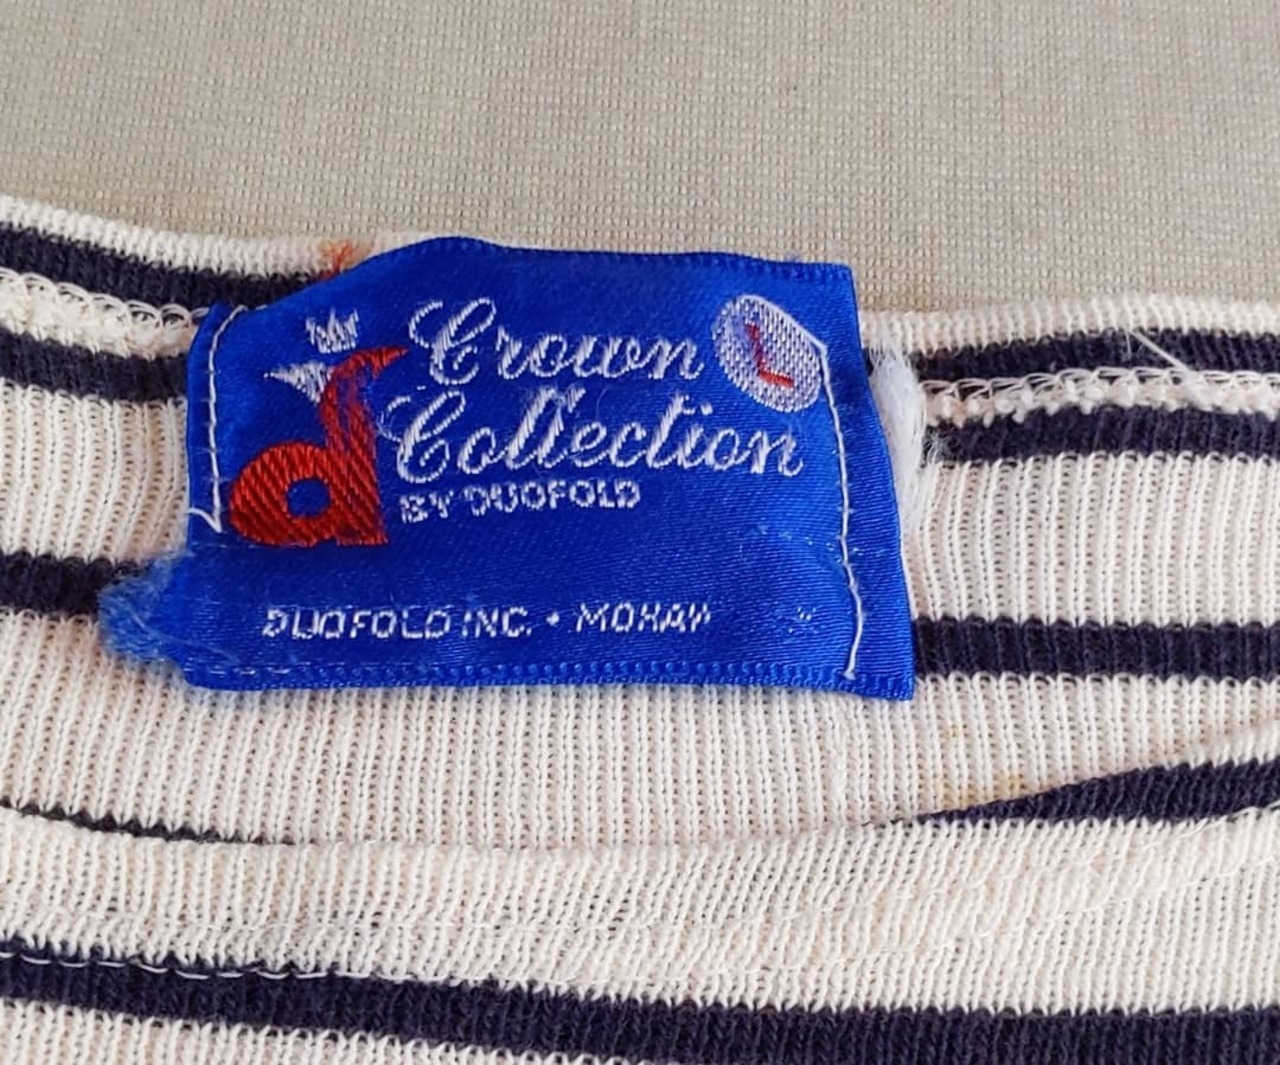 Crown L
Collection
BY DUOFOLD
DUOFOLD INC. • MOHAW